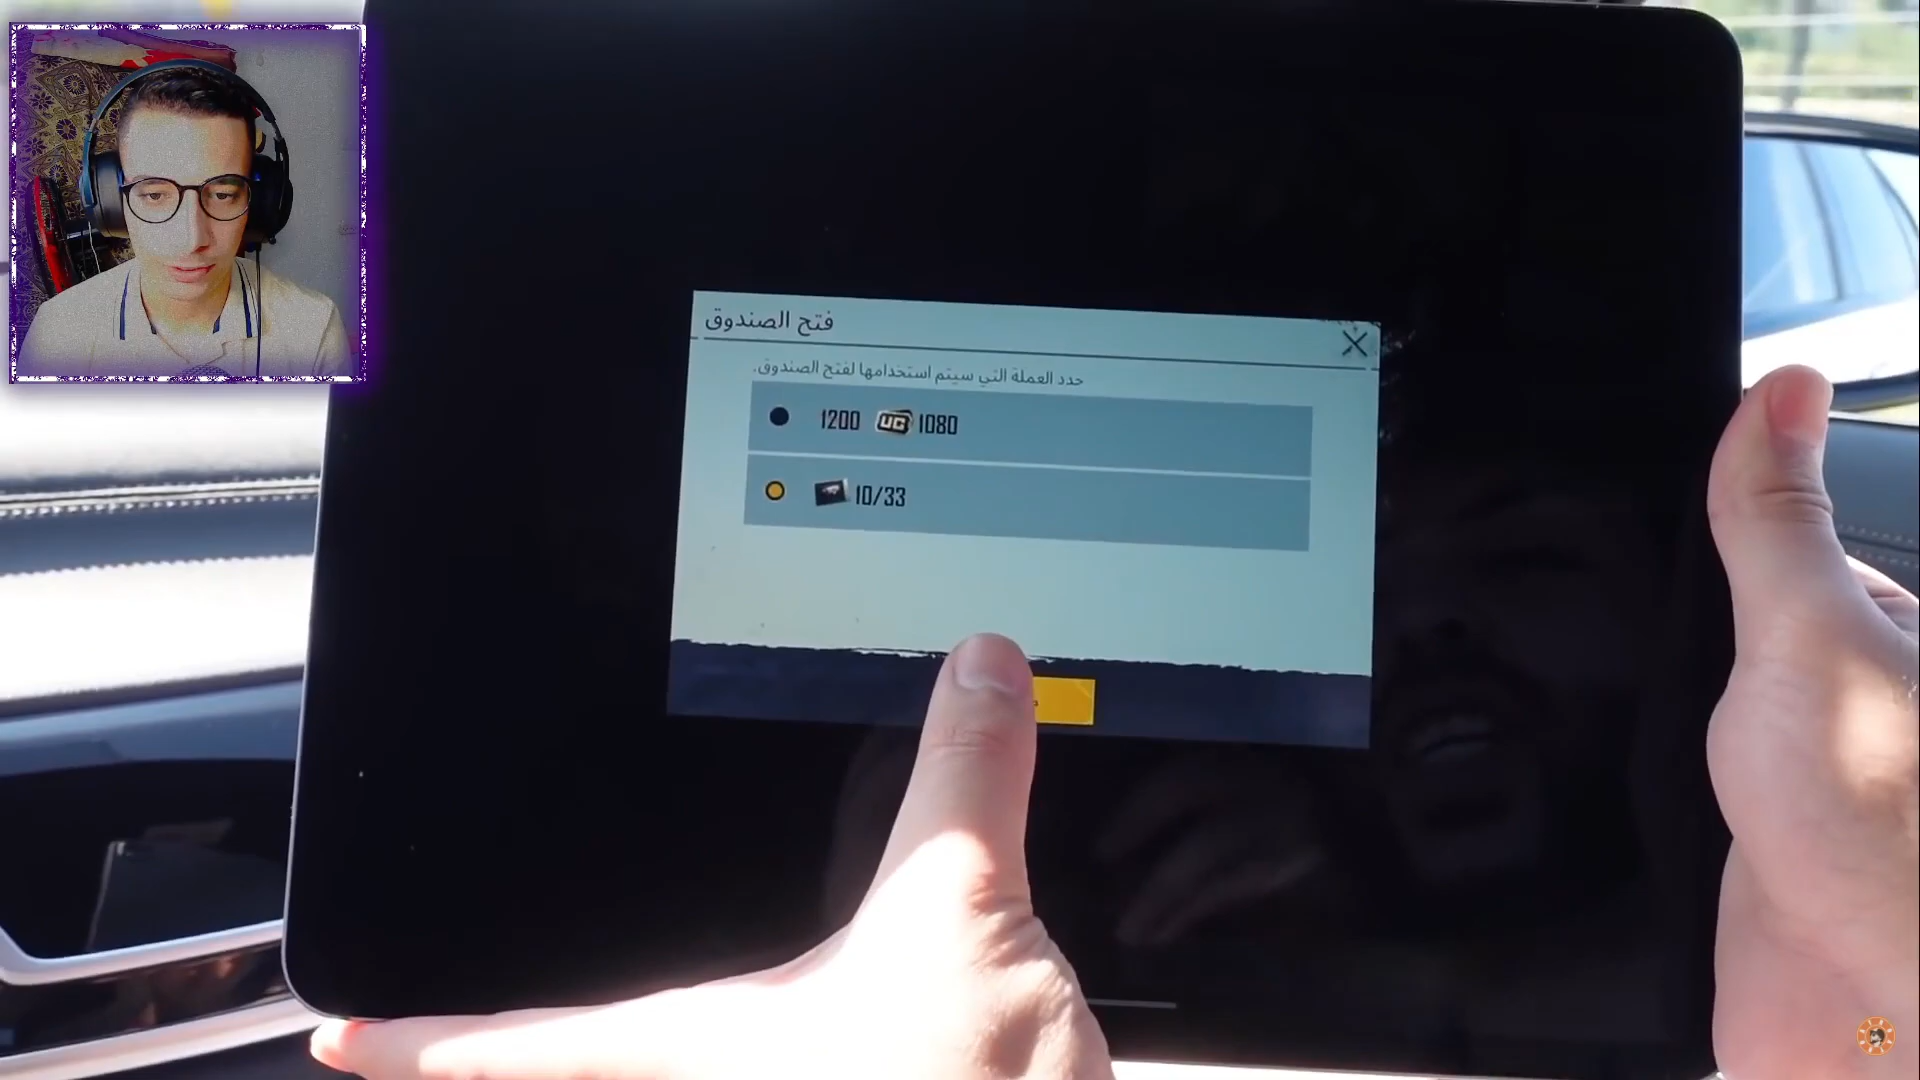 فتح الصندوق
حدد العملة التي سيتم استخدامها لفتح الصندوق.
1200 UC 1080
10/33